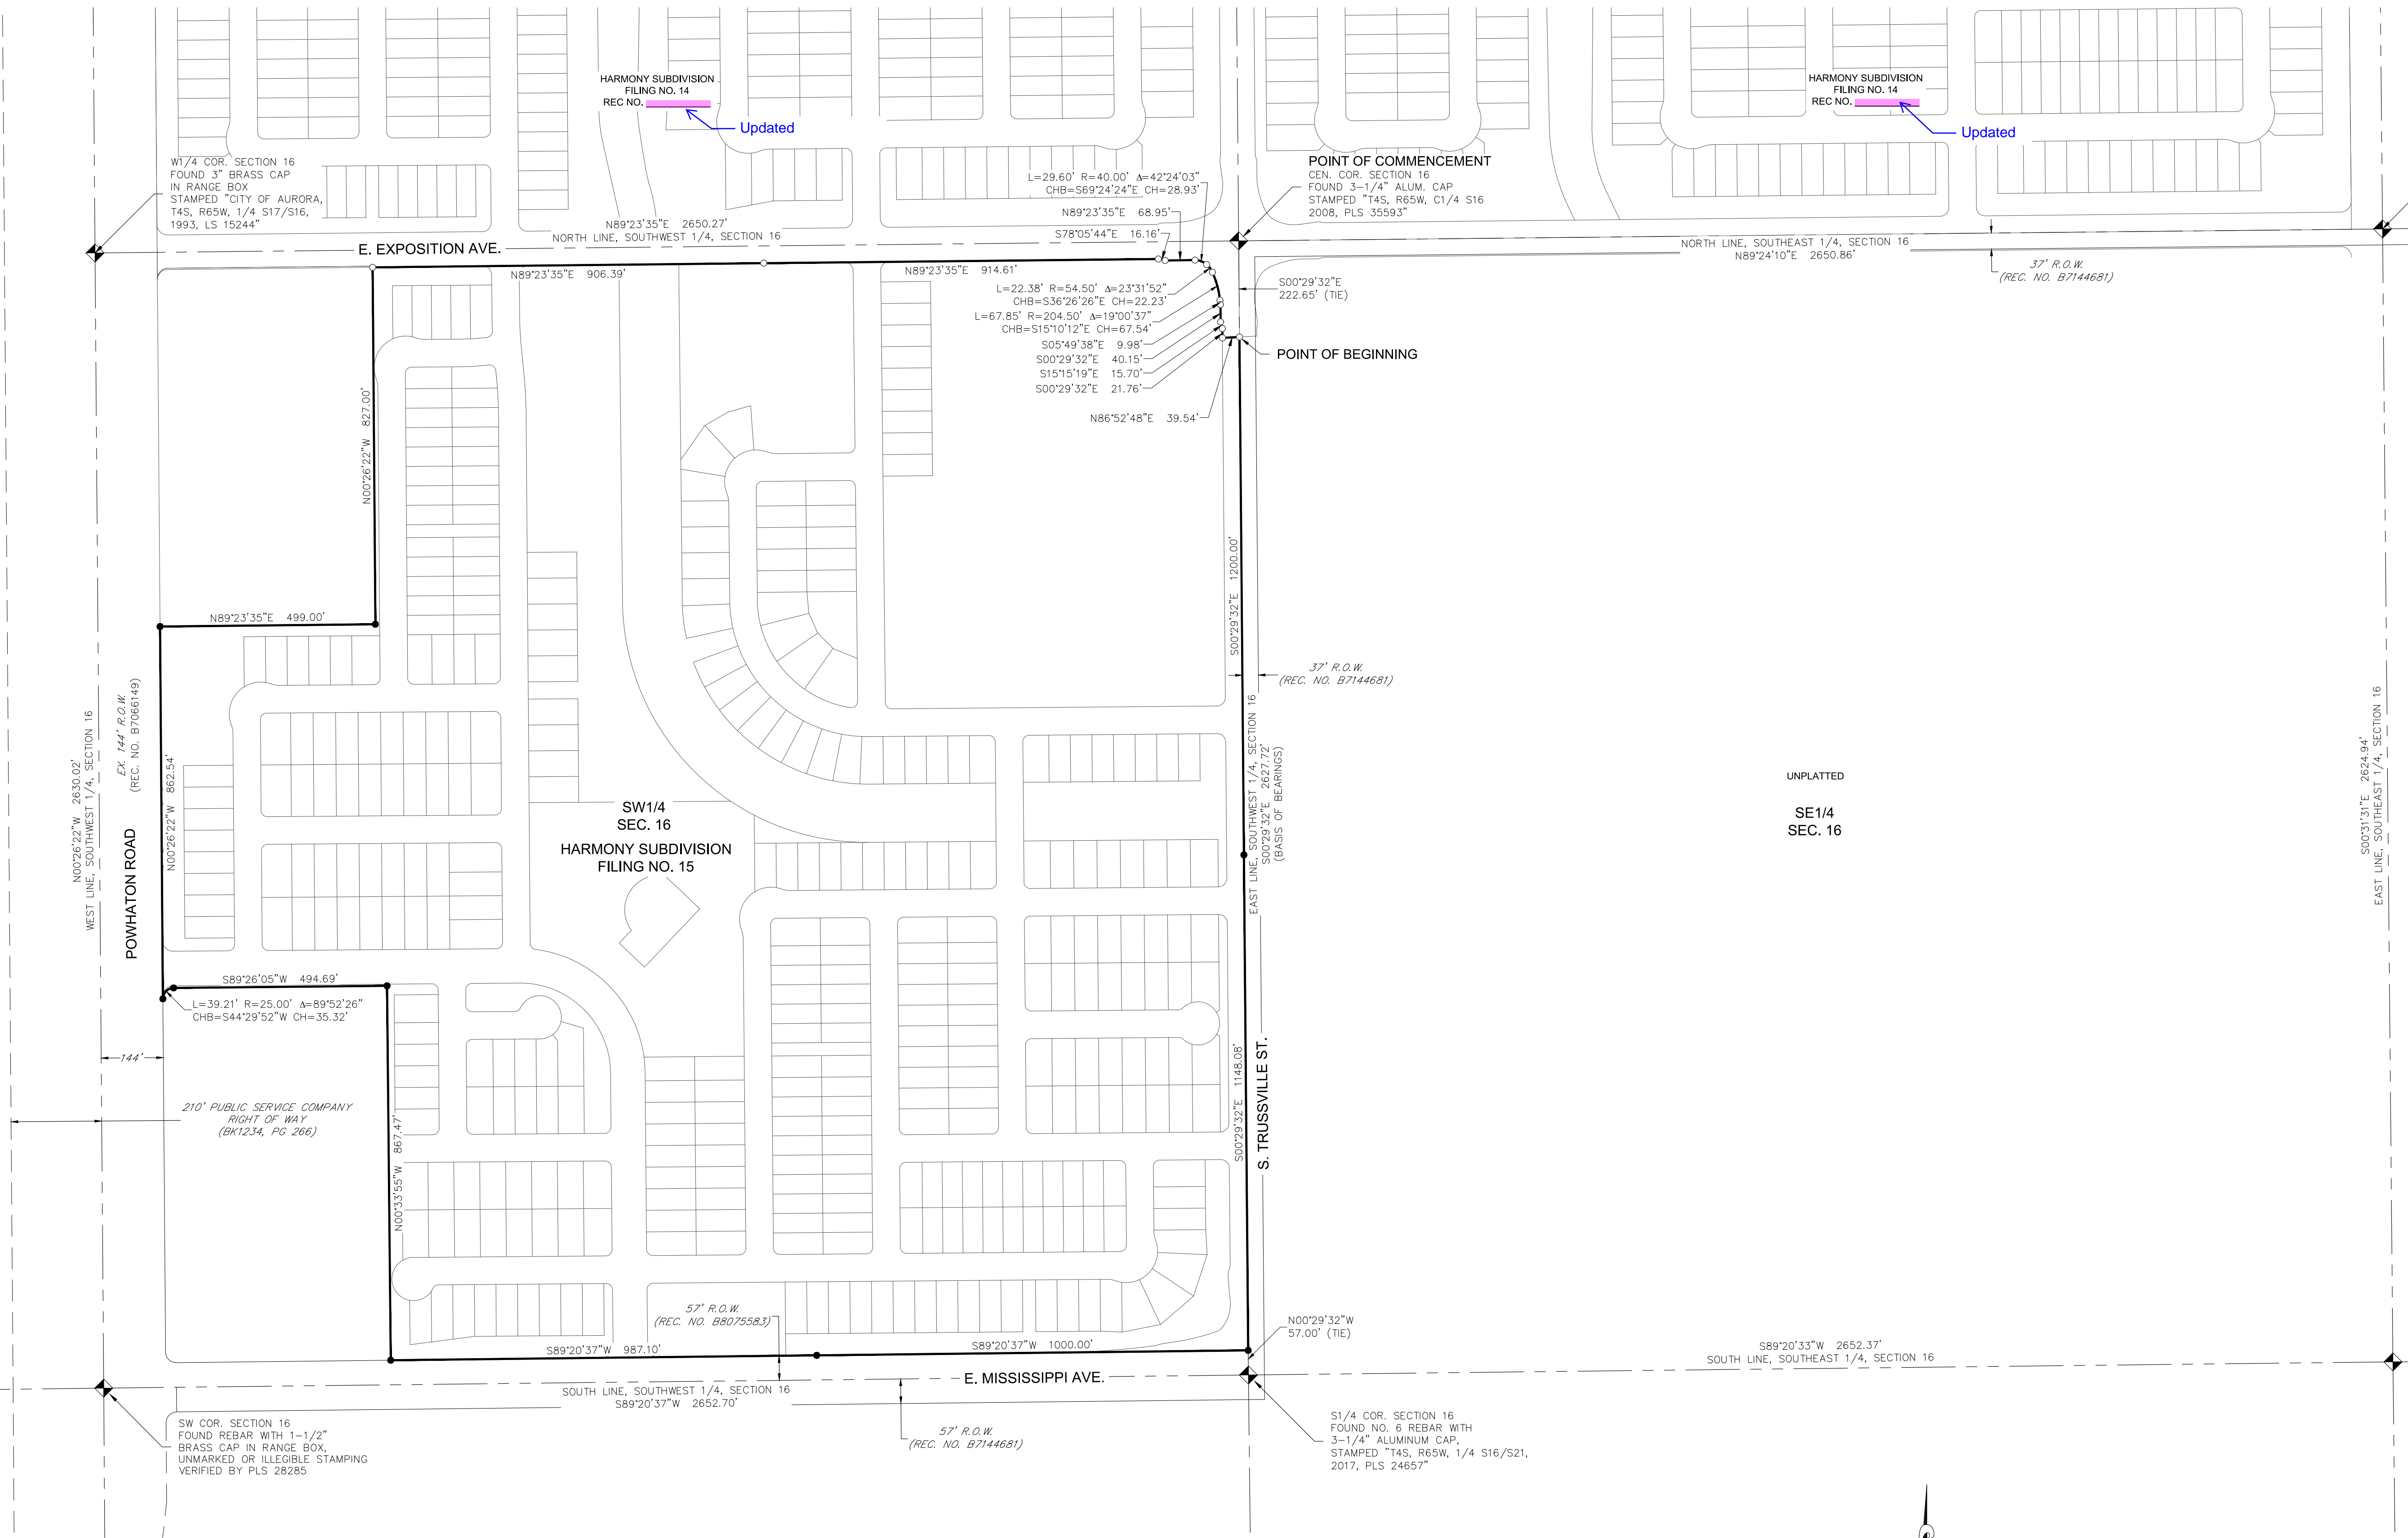 HARMONY SUBDIVISION
FILING NO. 14
REC NO.
Updated
HARMONY SUBDIVISION
FILING NO. 14
REC NO.
Updated
W1/4 COR. SECTION 16
FOUND 3" BRASS CAP
IN RANGE BOX
STAMPED "CITY OF AURORA,
T4S, R65W, 1/4 S17/S16,
1993, LS 15244"
POINT OF COMMENCEMENT
CEN. COR. SECTION 16
FOUND 3-1/4" ALUM. CAP
STAMPED "T4S, R65W, C1/4 S16
2008, PLS 35593"
L=29.60' R=40.00' Δ=42°24'03"
CHB=S69°24'24"E CH=28.93'
N89°23'35"E 68.95'
S78°05'44"E 16.16'
N89°23'35"E 2650.27'
NORTH LINE, SOUTHWEST 1/4, SECTION 16
E. EXPOSITION AVE.
NORTH LINE, SOUTHEAST 1/4, SECTION 16
N89°24'10"E 2650.86'
37' R.O.W.
(REC. NO. B7144681)
N89°23'35"E 906.39'
N89°23'35"E 914.61'
S00°29'32"E
222.65' (TIE)
L=22.38' R=54.50' Δ=23°31'52"
CHB=S36°26'26"E CH=22.23'
L=67.85' R=204.50' Δ=19°00'37"
CHB=S15°10'12"E CH=67.54'
S05°49'38"E 9.98'
S00°29'32"E 40.15'
S15°15'19"E 15.70'
S00°29'32"E 21.76'
POINT OF BEGINNING
N86°52'48"E 39.54'
N00°26'22"W 827.00'
S00°29'32"E 1200.00'
N89°23'35"E 499.00'
37' R.O.W.
(REC. NO. B7144681)
N00°26'22"W 2630.02'
WEST LINE, SOUTHWEST 1/4, SECTION 16
EX. 144' R.O.W.
(REC. NO. B7066149)
POWHATON ROAD
N00°26'22"W 862.54'
EAST LINE, SOUTHWEST 1/4, SECTION 16
S00°29'32"E 2627.72'
(BASIS OF BEARINGS)
UNPLATTED
SE1/4
SEC. 16
S00°31'31"E 2624.94'
EAST LINE, SOUTHEAST 1/4, SECTION 16
SW1/4
SEC. 16
HARMONY SUBDIVISION
FILING NO. 15
S89°26'05"W 494.69'
L=39.21' R=25.00' Δ=89°52'26"
CHB=S44°29'52"W CH=35.32'
144'
210' PUBLIC SERVICE COMPANY
RIGHT OF WAY
(BK1234, PG 266)
N00°33'55"W 867.47'
S00°29'32"E 1148.08'
S. TRUSSVILLE ST.
57' R.O.W.
(REC. NO. B8075583)
S89°20'37"W 987.10'
S89°20'37"W 1000.00'
N00°29'32"W
57.00' (TIE)
S89°20'33"W 2652.37'
SOUTH LINE, SOUTHEAST 1/4, SECTION 16
E. MISSISSIPPI AVE.
SOUTH LINE, SOUTHWEST 1/4, SECTION 16
S89°20'37"W 2652.70'
57' R.O.W.
(REC. NO. B7144681)
SW COR. SECTION 16
FOUND REBAR WITH 1-1/2"
BRASS CAP IN RANGE BOX,
UNMARKED OR ILLEGIBLE STAMPING
VERIFIED BY PLS 28285
S1/4 COR. SECTION 16
FOUND NO. 6 REBAR WITH
3-1/4" ALUMINUM CAP,
STAMPED "T4S, R65W, 1/4 S16/S21,
2017, PLS 24657"